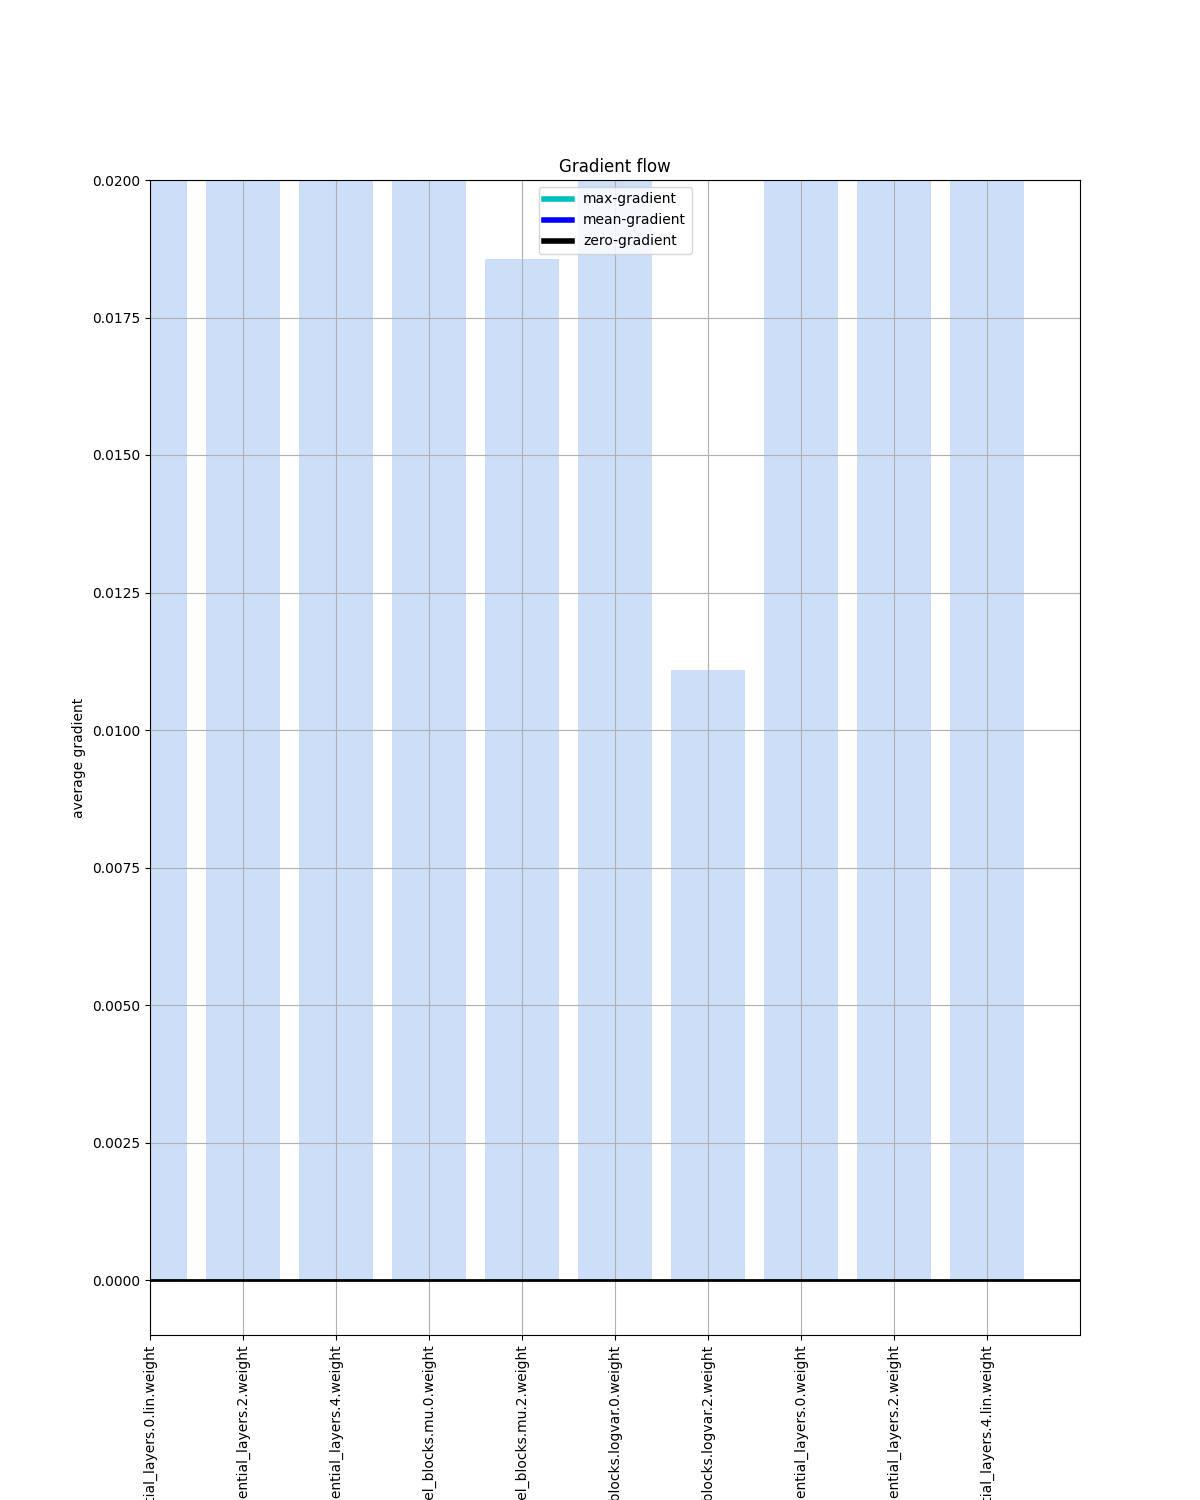 Gradient flow
max-gradient
mean-gradient
zero-gradient
0.0200
0.0175
0.0150
0.0125
0.0100
0.0075
0.0050
0.0025
0.0000
average gradient
tial_layers.0.lin.weight
ential_layers.2.weight
ential_layers.4.weight
el_blocks.mu.0.weight
el_blocks.mu.2.weight
blocks.logvar.0.weight
blocks.logvar.2.weight
ential_layers.0.weight
ential_layers.2.weight
tial_layers.4.lin.weight